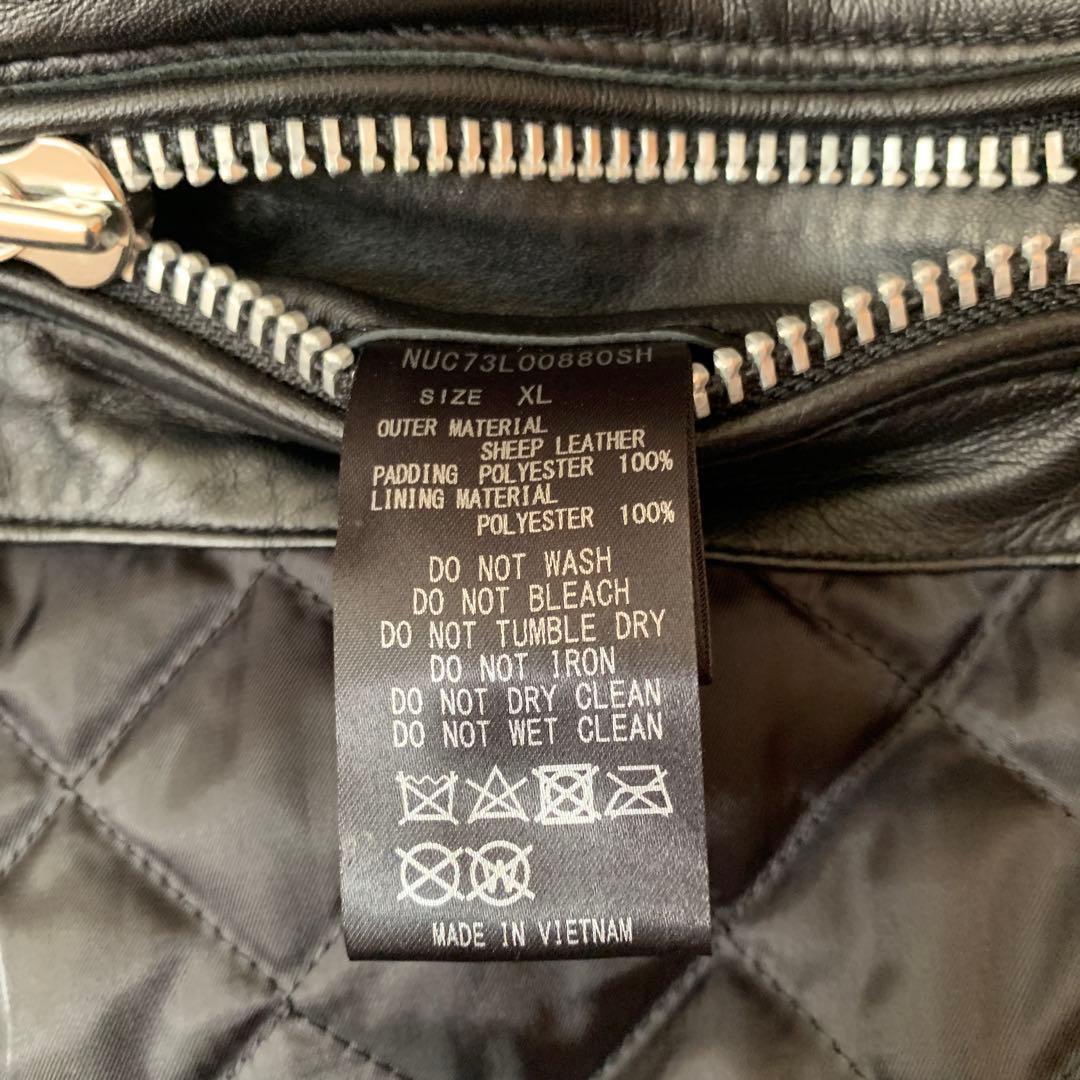 NUC73L00880SH
SIZE XL
OUTER MATERIAL
SHEEP LEATHER
PADDING POLYESTER 100%
LINING MATERIAL
POLYESTER 100%
DO NOT WASH
DO NOT BLEACH
DO NOT TUMBLE DRY
DO NOT IRON
DO NOT DRY CLEAN
DO NOT WET CLEAN
W
MADE IN VIETNAM